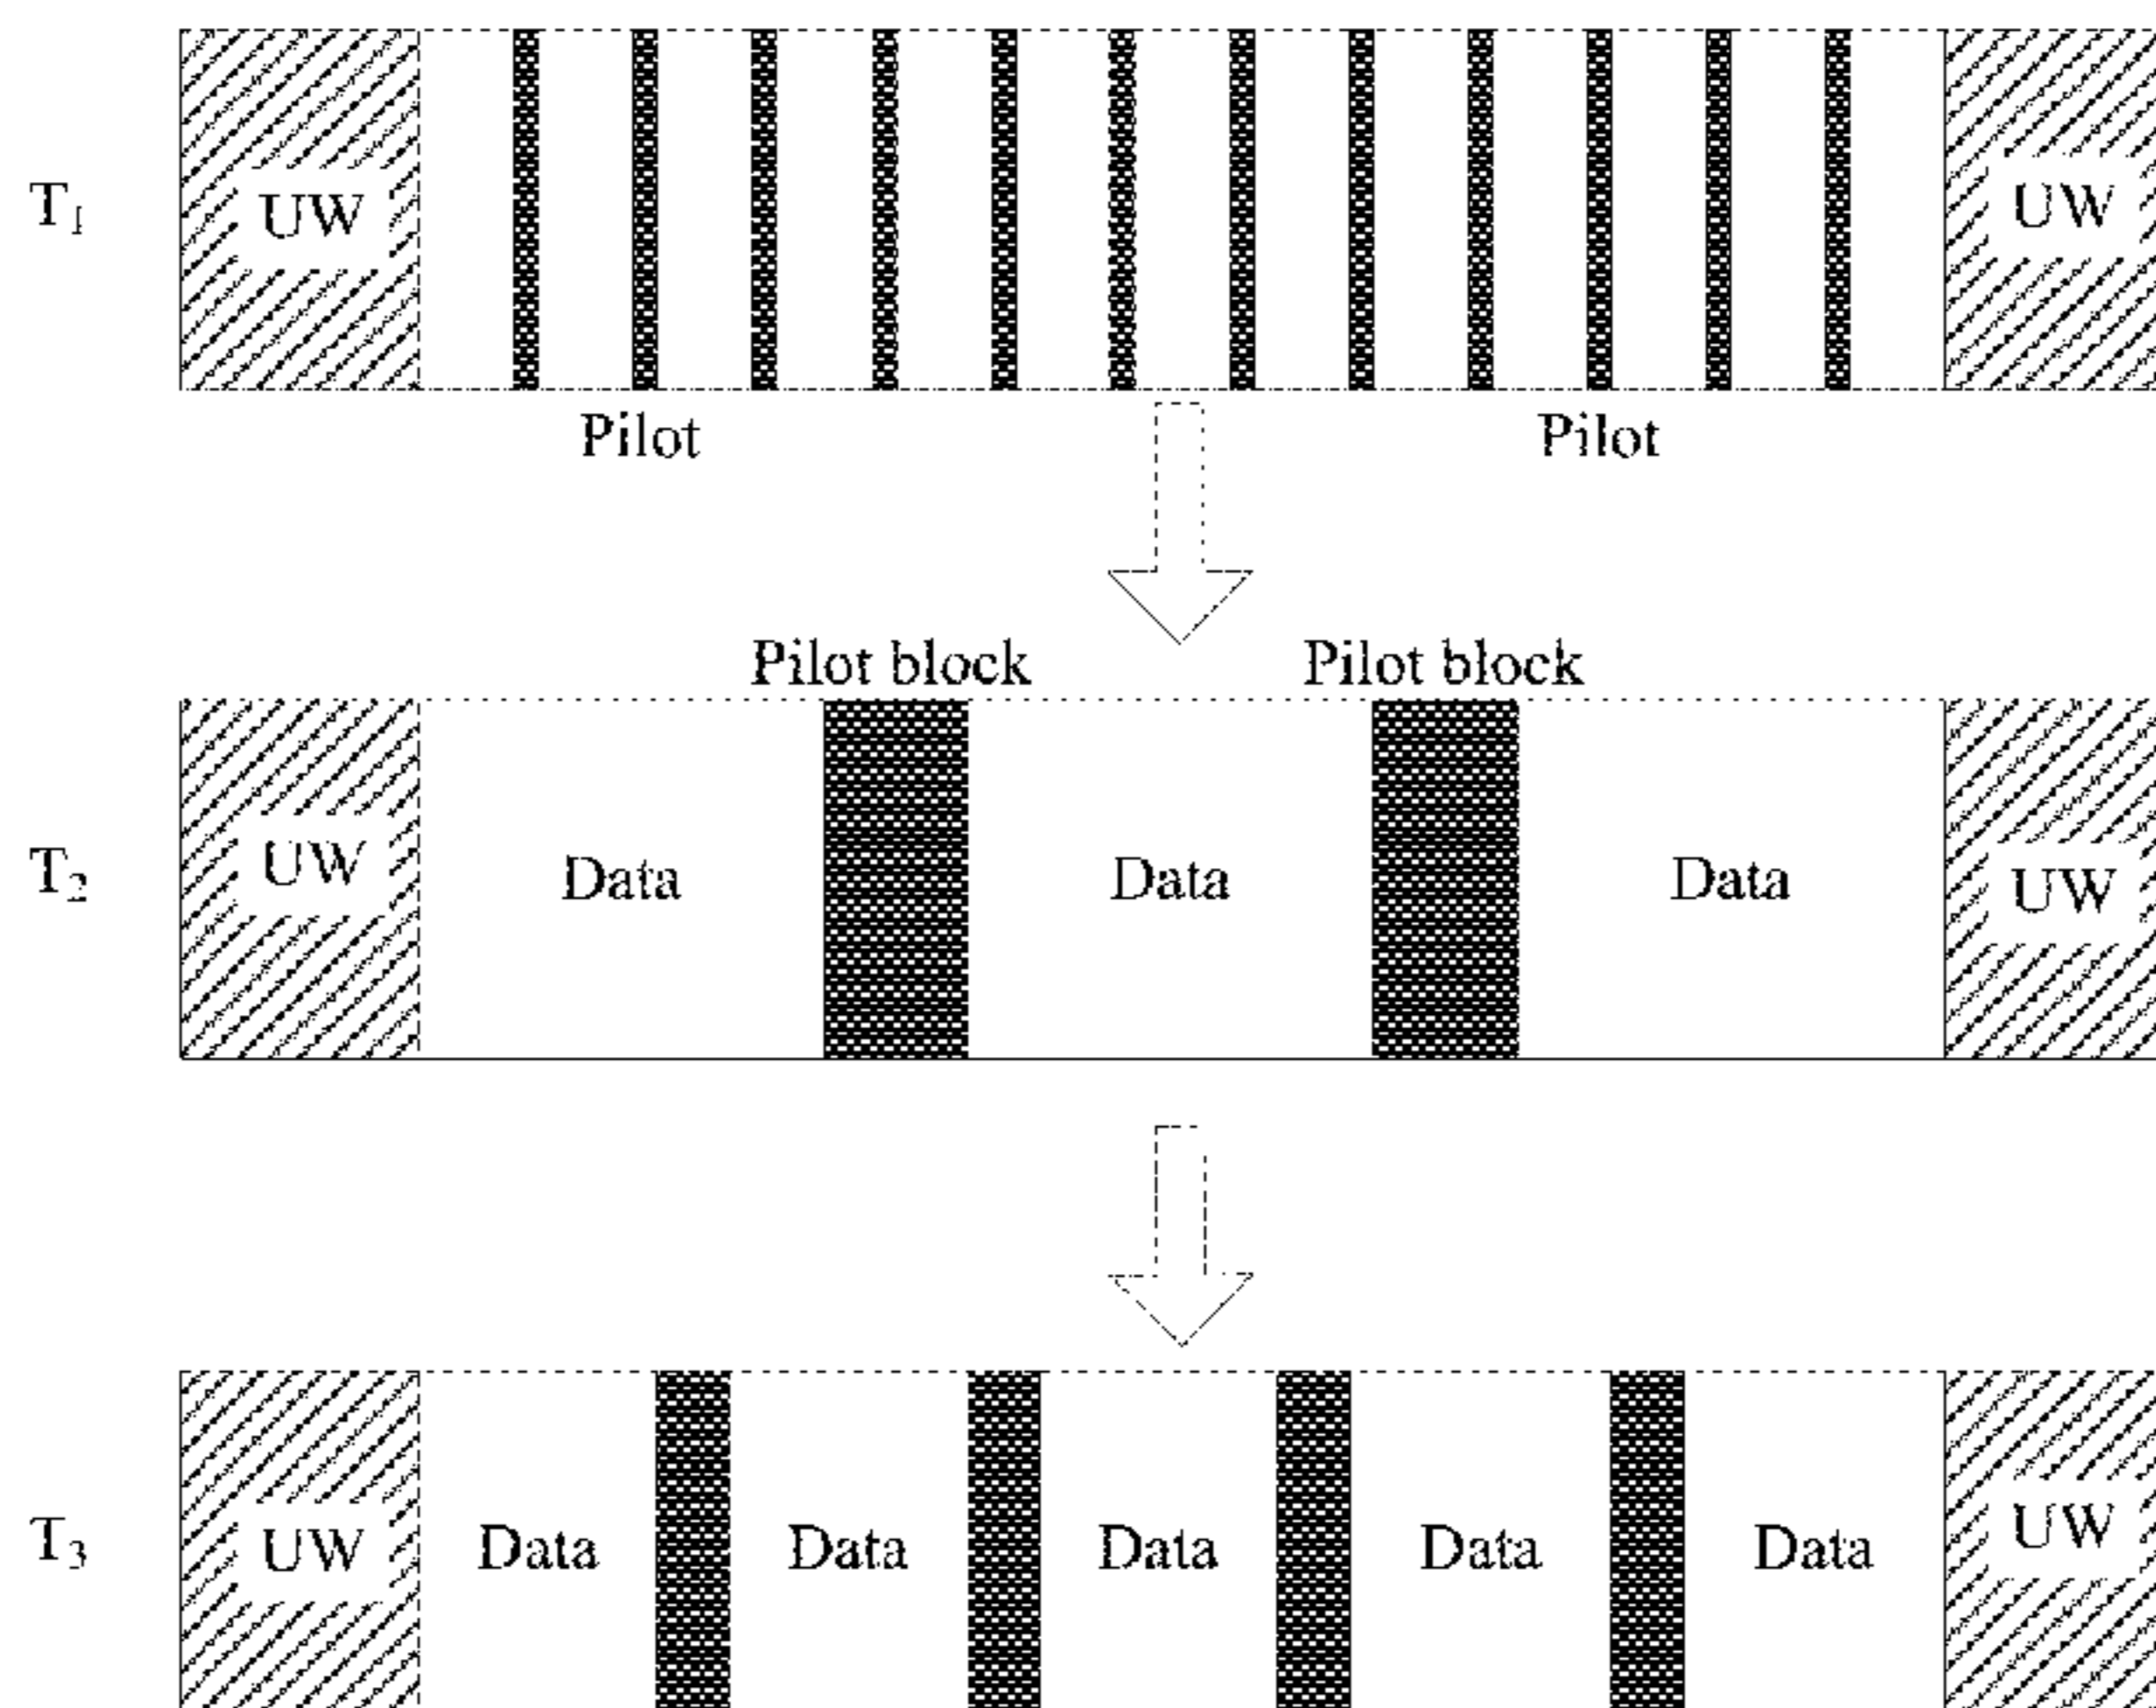 T1 UW UW
Pilot Pilot
Pilot block Pilot block
T2 UW Data Data Data UW
T3 UW Data Data Data Data Data UW